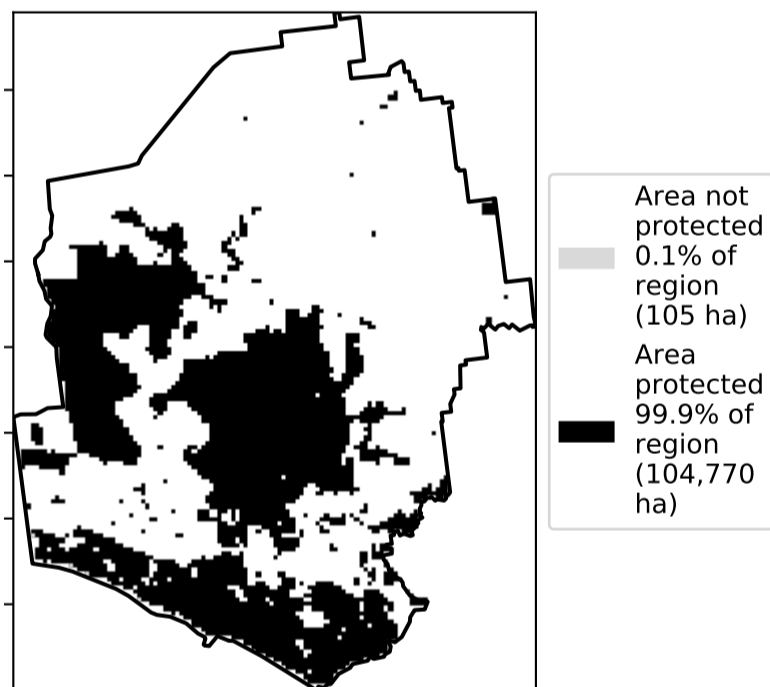 Area not
protected
0.1% of
region
(105 ha)
Area
protected
99.9% of
region
(104,770
ha)